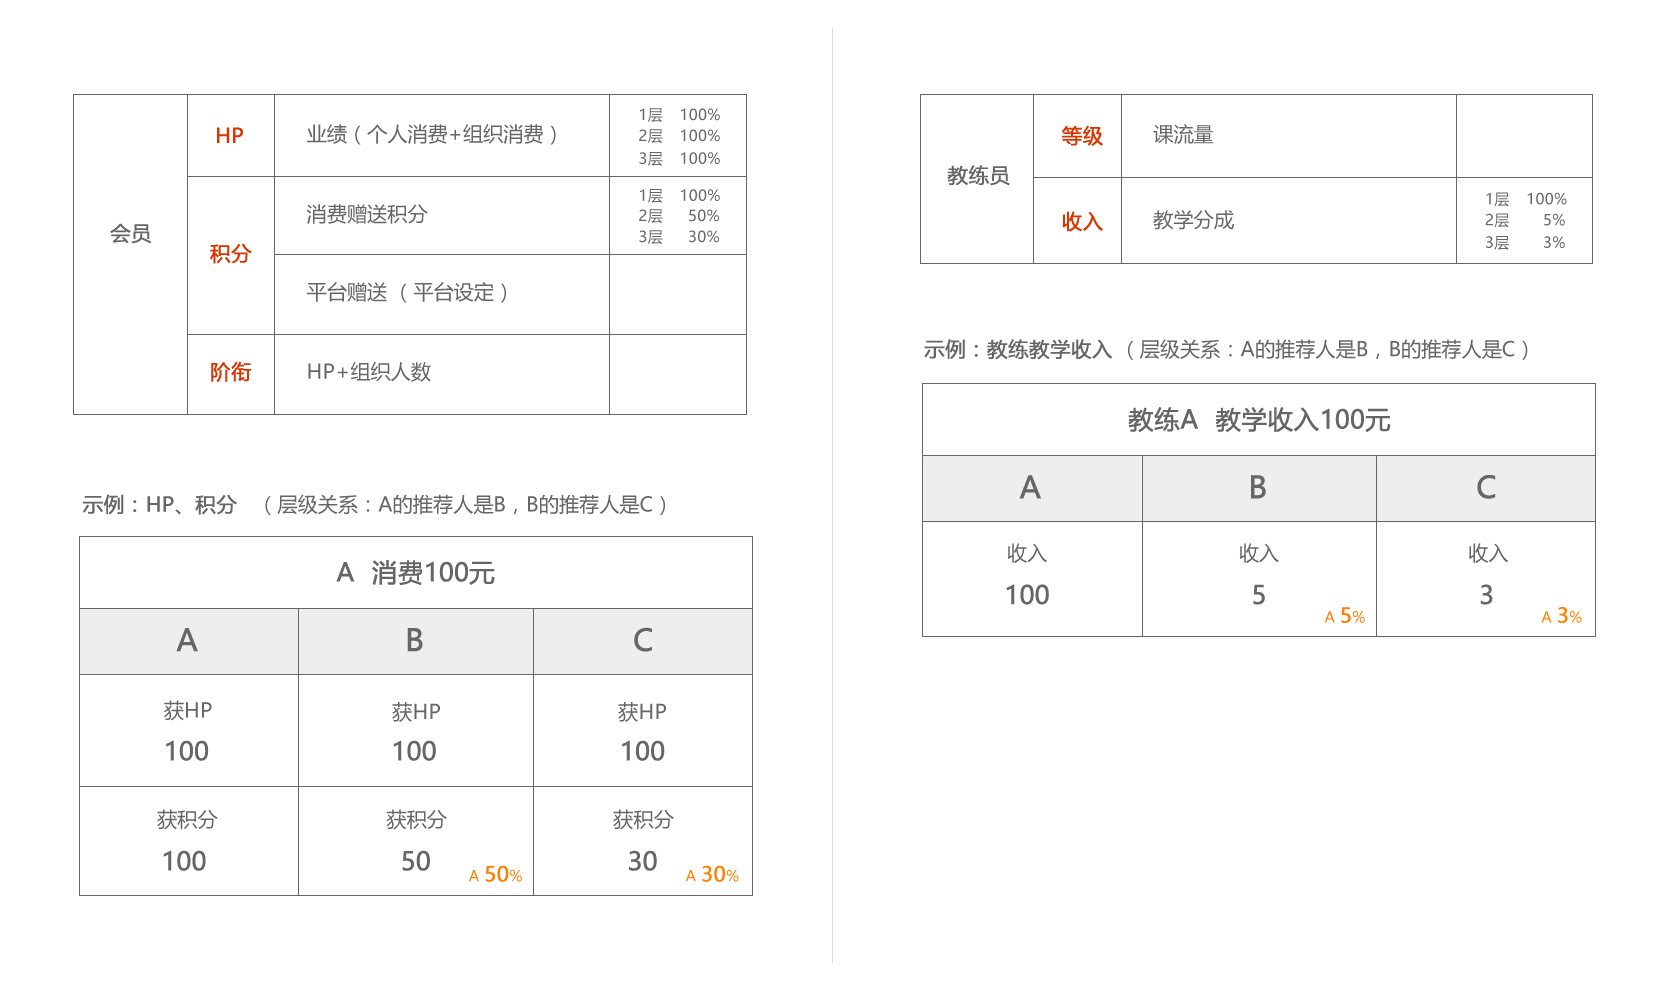 会员
HP
业绩（个人消费+组织消费）
1层 100%
2层 100%
3层 100%
积分
消费赠送积分
1层 100%
2层 50%
3层 30%
平台赠送（平台设定）
阶衔
HP+组织人数
示例：HP、积分 （层级关系：A的推荐人是B，B的推荐人是C）
A 消费100元
A B C
获HP 获HP 获HP
100 100 100
获积分 获积分 获积分
100 50 A 50% 30 A 30%
教练员
等级
课流量
收入
教学分成
1层 100%
2层 5%
3层 3%
示例：教练教学收入（层级关系：A的推荐人是B，B的推荐人是C）
教练A 教学收入100元
A B C
收入 收入 收入
100 5 A 5% 3 A 3%